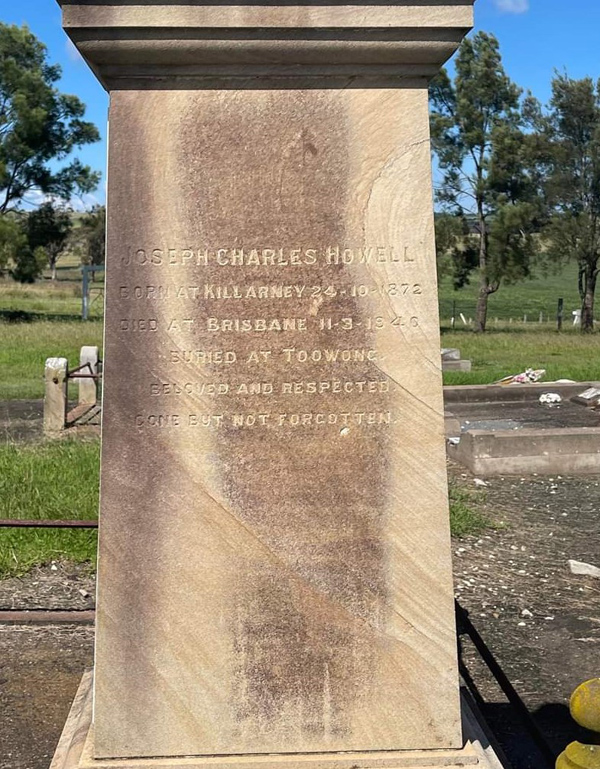 JOSEPH CHARLES HOWELL
BORN AT KILLARNEY 24-10-1872
DIED AT BRISBANE 11-3-1946
BURIED AT TOOWONG.
BELOVED AND RESPECTED
GONE BUT NOT FORGOTTEN.